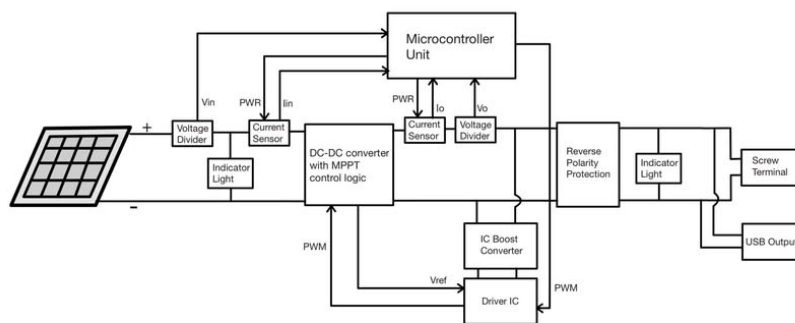 Microcontroller
Unit
Vin
PWR
Iin
PWR
Io
Vo
+
Voltage
Divider
Current
Sensor
Current
Sensor
Voltage
Divider
Indicator
Light
DC-DC converter
with MPPT
control logic
Reverse
Polarity
Protection
Indicator
Light
Screw
Terminal
-
IC Boost
Converter
USB Output
PWM
Vref
Driver IC
PWM